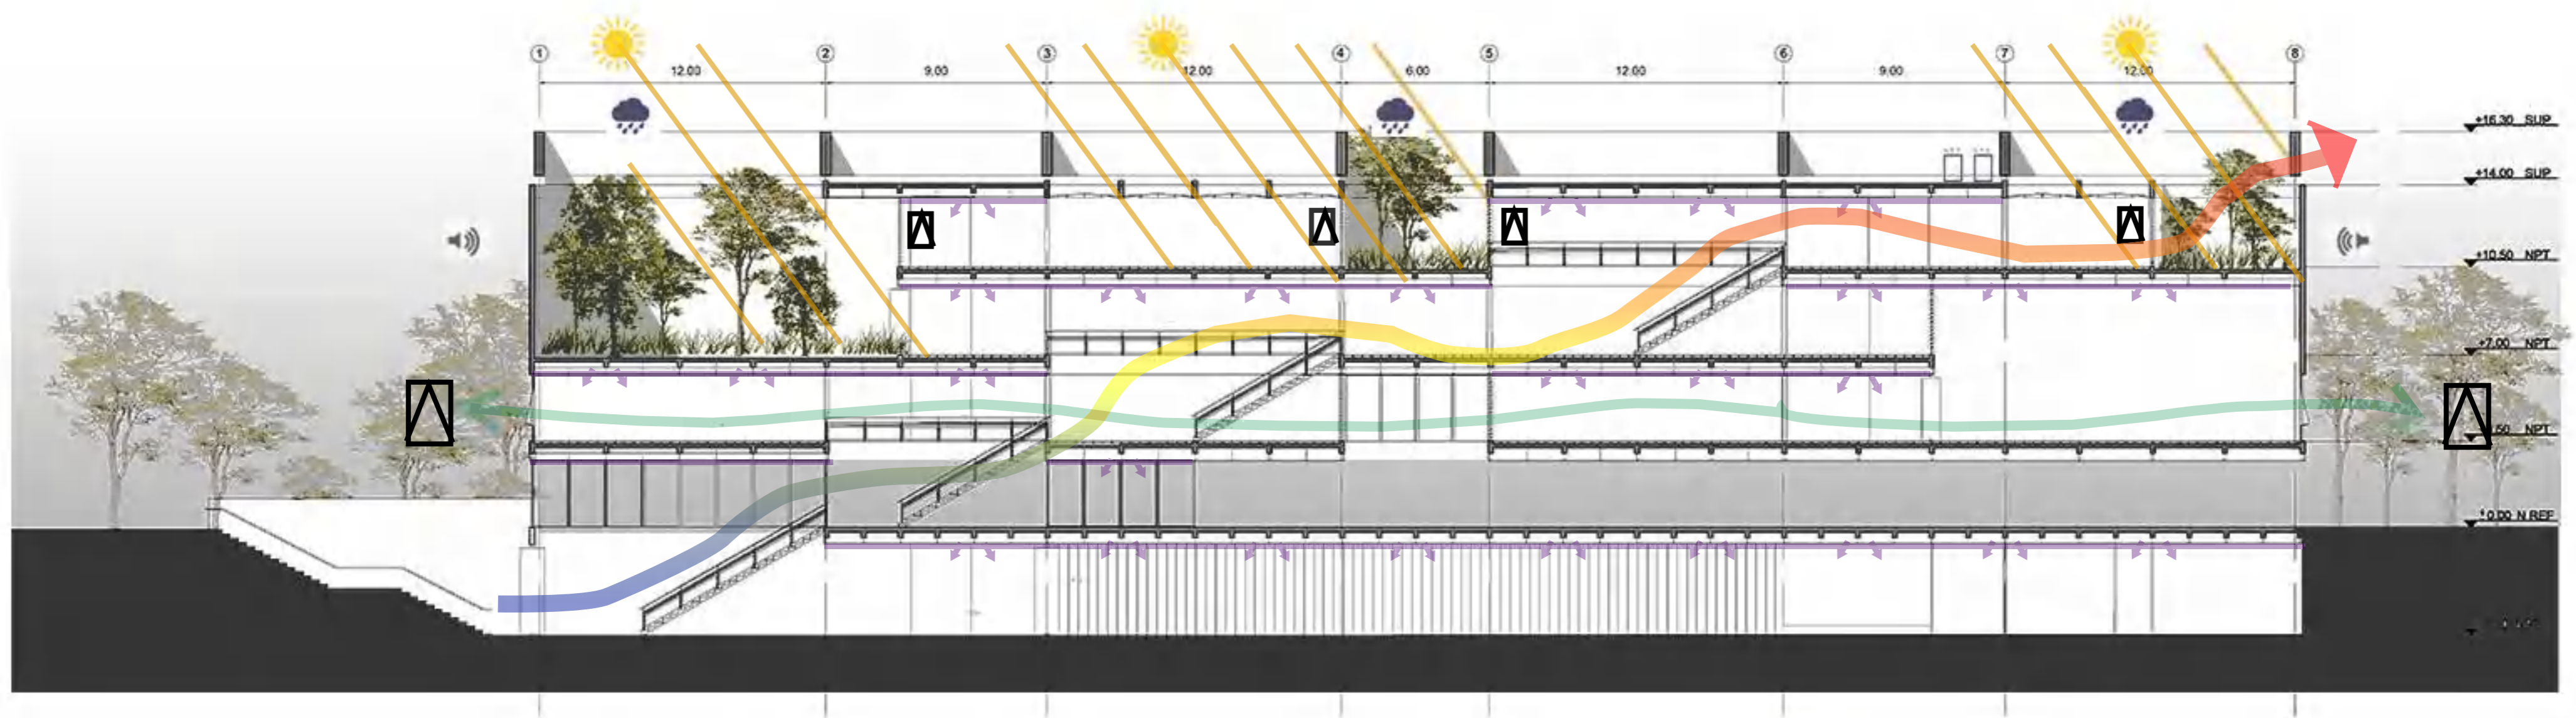 1 2 3 4 5 6 7 8
12.00 9.00 12.00 6.00 12.00 9.00 12.00
+16.30 SUP
+14.00 SUP
+10.50 NPT
+7.00 NPT
.50 NPT
+0.00 N REF